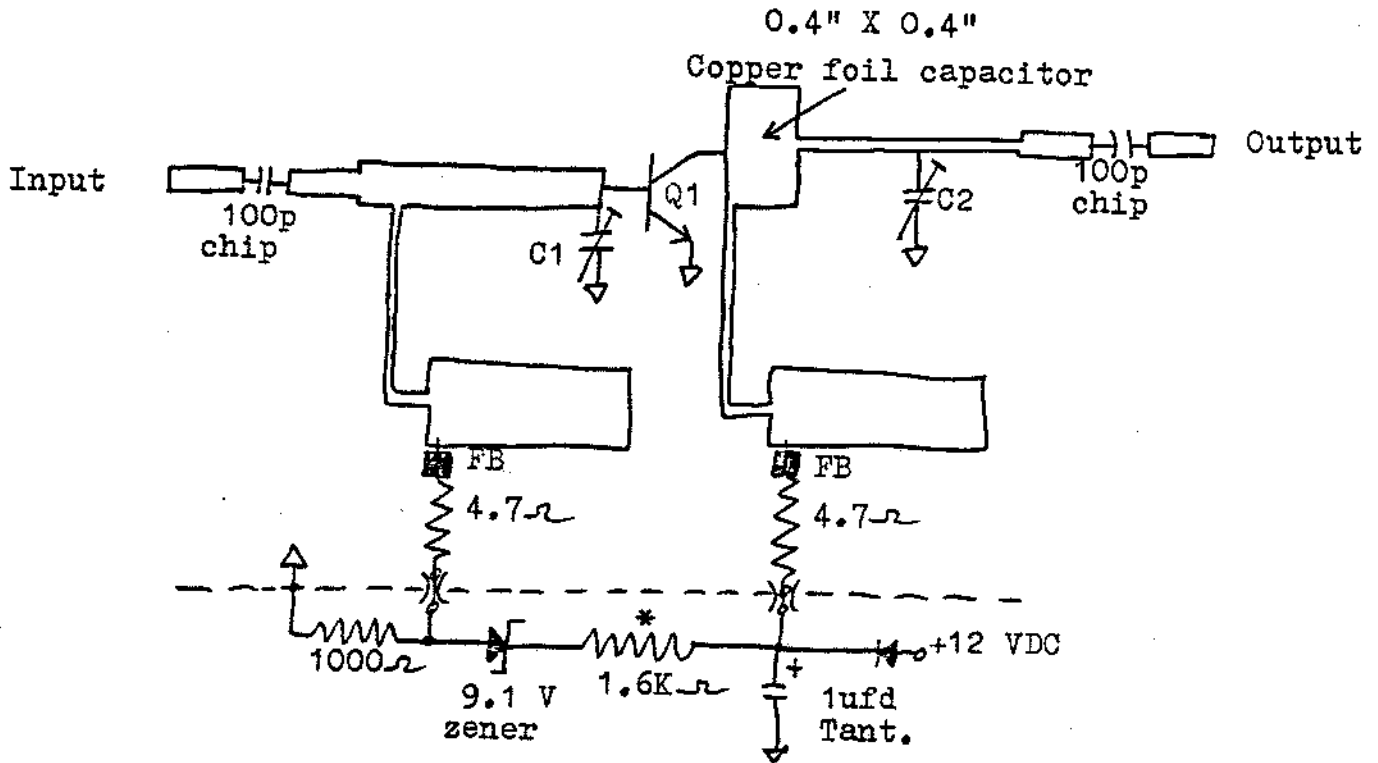 0.4" X 0.4"
Copper foil capacitor
Input
100p
chip
C1
Q1
C2
100p
chip
Output
FB
4.7Ω
FB
4.7Ω
1000Ω
9.1 V
zener
*
1.6KΩ
+
1ufd
Tant.
+12 VDC